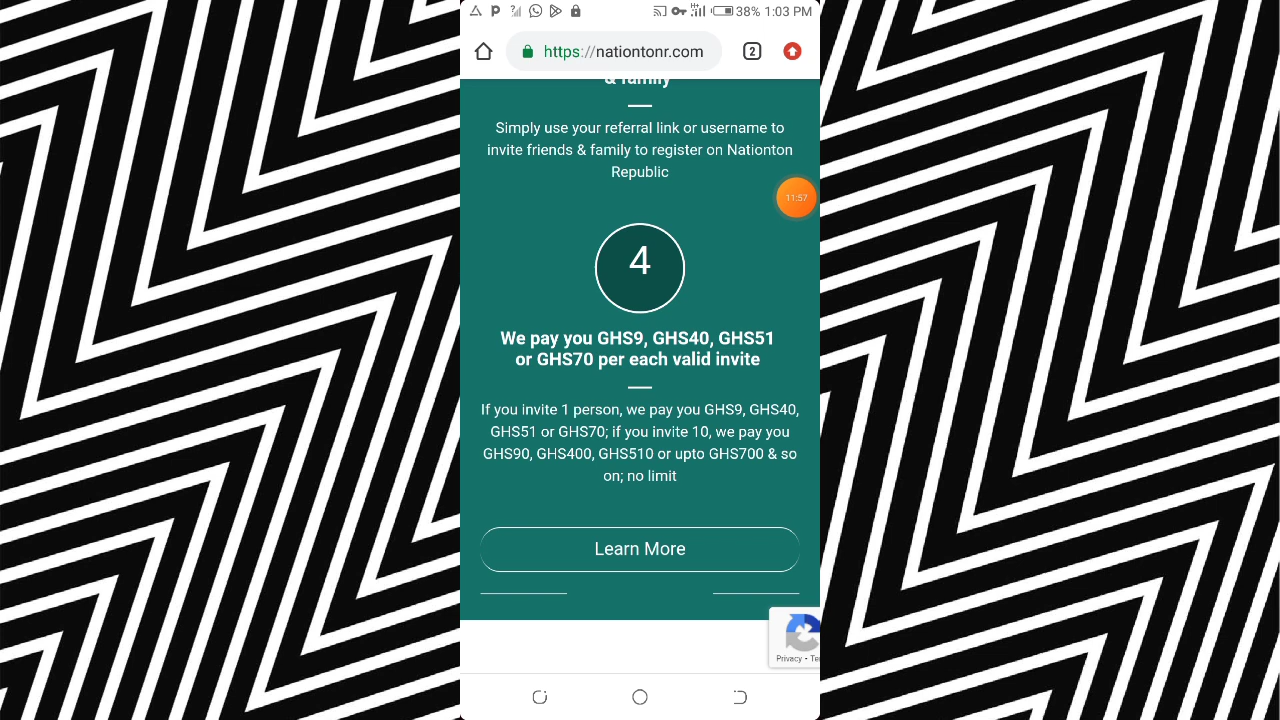 38% 1:03 PM
https://nationtonr.com
2
& family
Simply use your referral link or username to
invite friends & family to register on Nationton
Republic
11:57
4
We pay you GHS9, GHS40, GHS51
or GHS70 per each valid invite
If you invite 1 person, we pay you GHS9, GHS40,
GHS51 or GHS70; if you invite 10, we pay you
GHS90, GHS400, GHS510 or upto GHS700 & so
on; no limit
Learn More
Privacy • Te